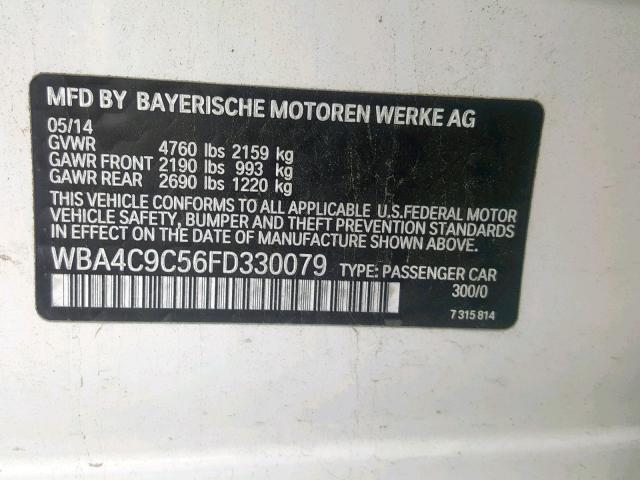 MFD BY BAYERISCHE MOTOREN WERKE AG
05/14
GVWR 4760 lbs 2159 kg
GAWR FRONT 2190 lbs 993 kg
GAWR REAR 2690 lbs 1220 kg
THIS VEHICLE CONFORMS TO ALL APPLICABLE U.S.FEDERAL MOTOR
VEHICLE SAFETY, BUMPER AND THEFT PREVENTION STANDARDS
IN EFFECT ON THE DATE OF MANUFACTURE SHOWN ABOVE.
WBA4C9C56FD330079 TYPE: PASSENGER CAR
300/0
7 315 814